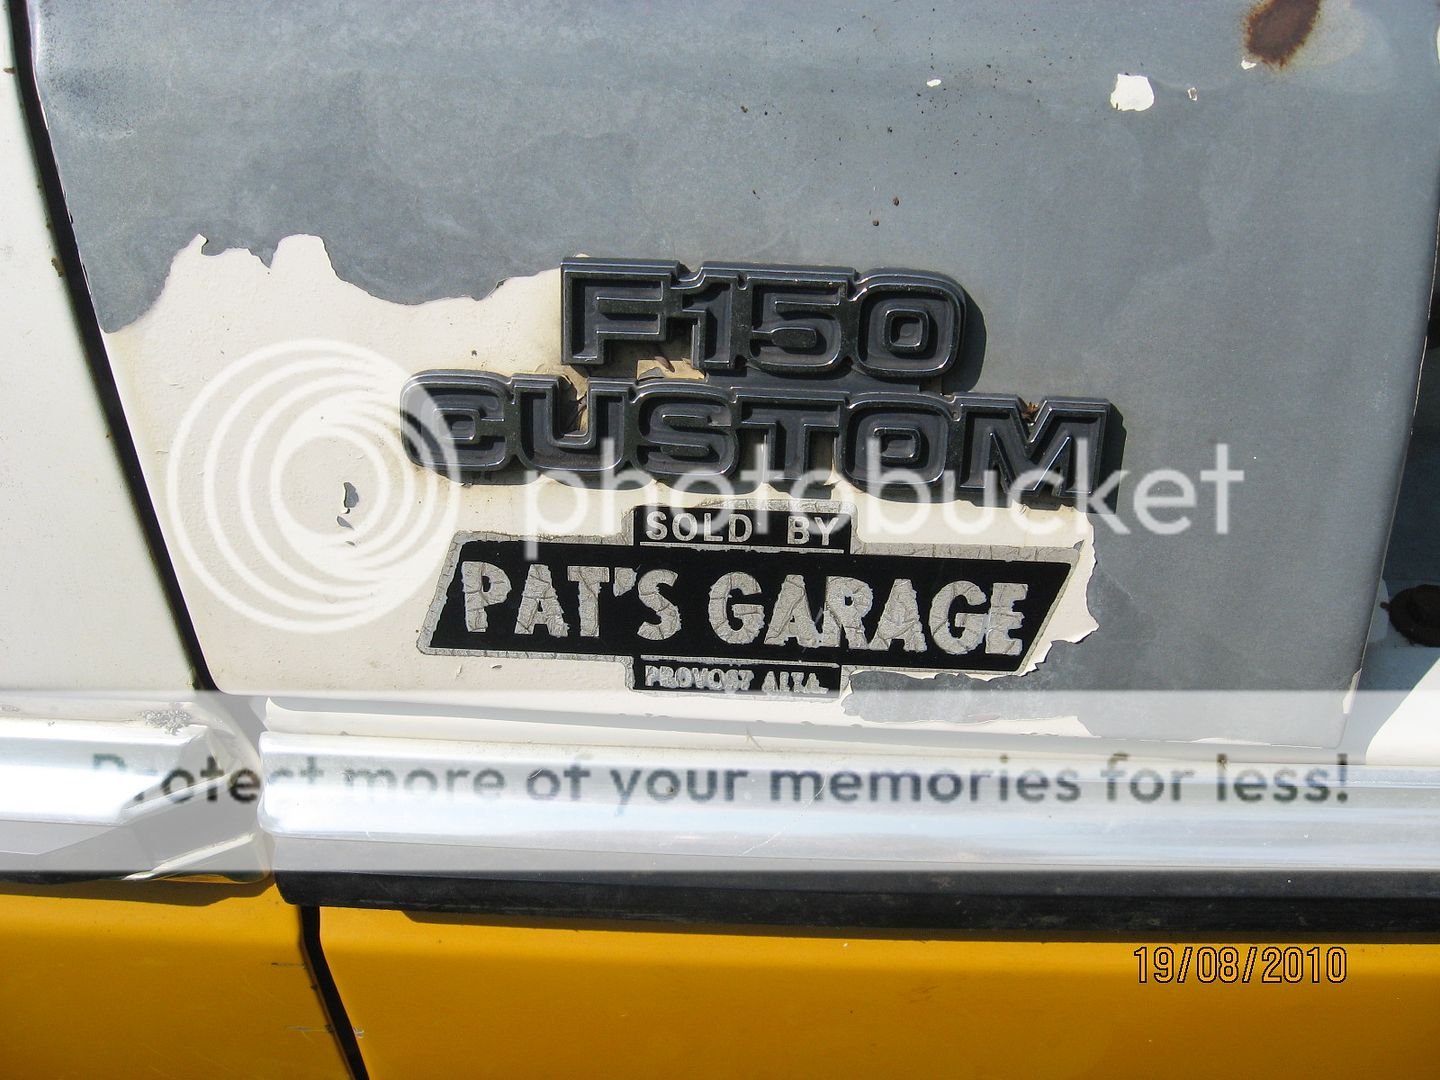 F150
CUSTOM
photobucket
SOLD BY
PAT'S GARAGE
PROVOST ALTA.
Protect more of your memories for less!
19/08/2010